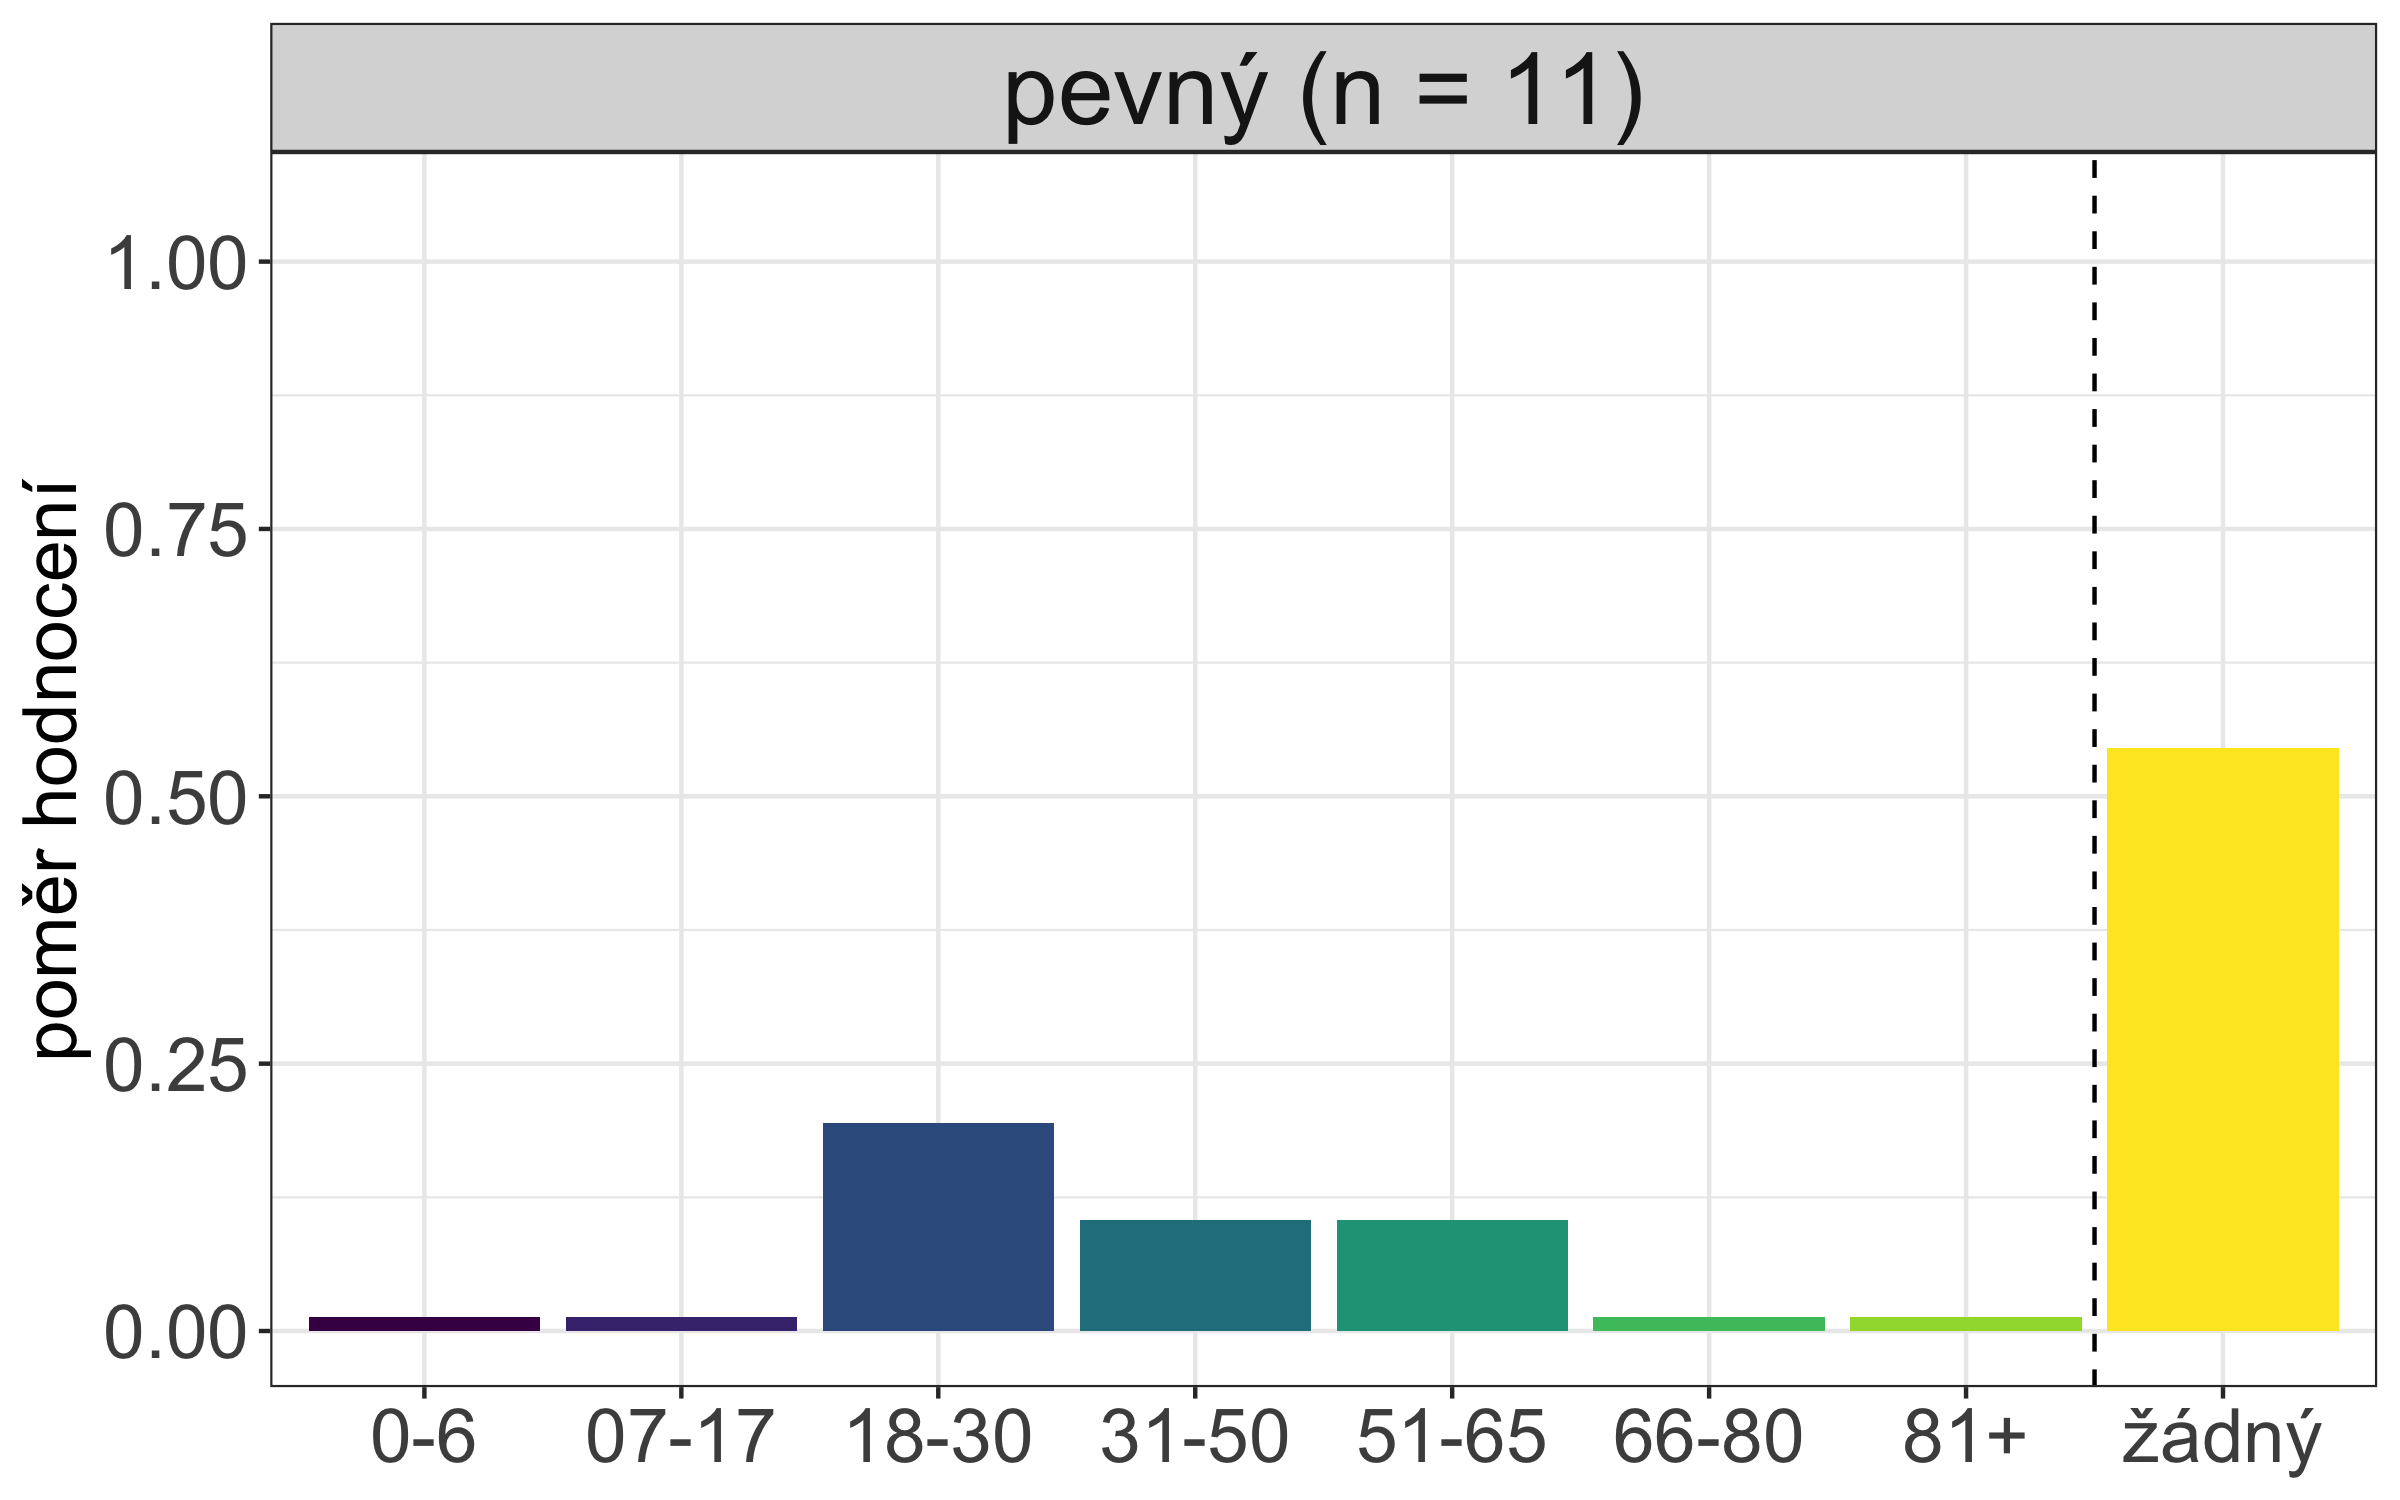 pevný (n = 11)
poměr hodnocení
1.00
0.75
0.50
0.25
0.00
0-6 07-17 18-30 31-50 51-65 66-80 81+ žádný